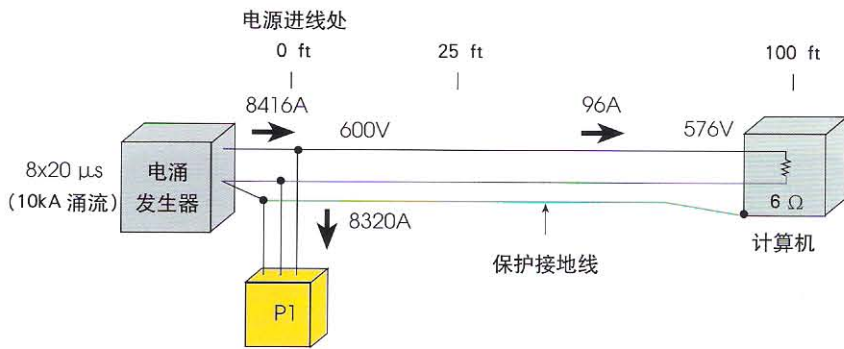 电源进线处
0 ft
25 ft
100 ft
8416A
600V
96A
576V
8x20 μs
(10kA 涌流)
电涌
发生器
8320A
保护接地线
6 Ω
计算机
P1